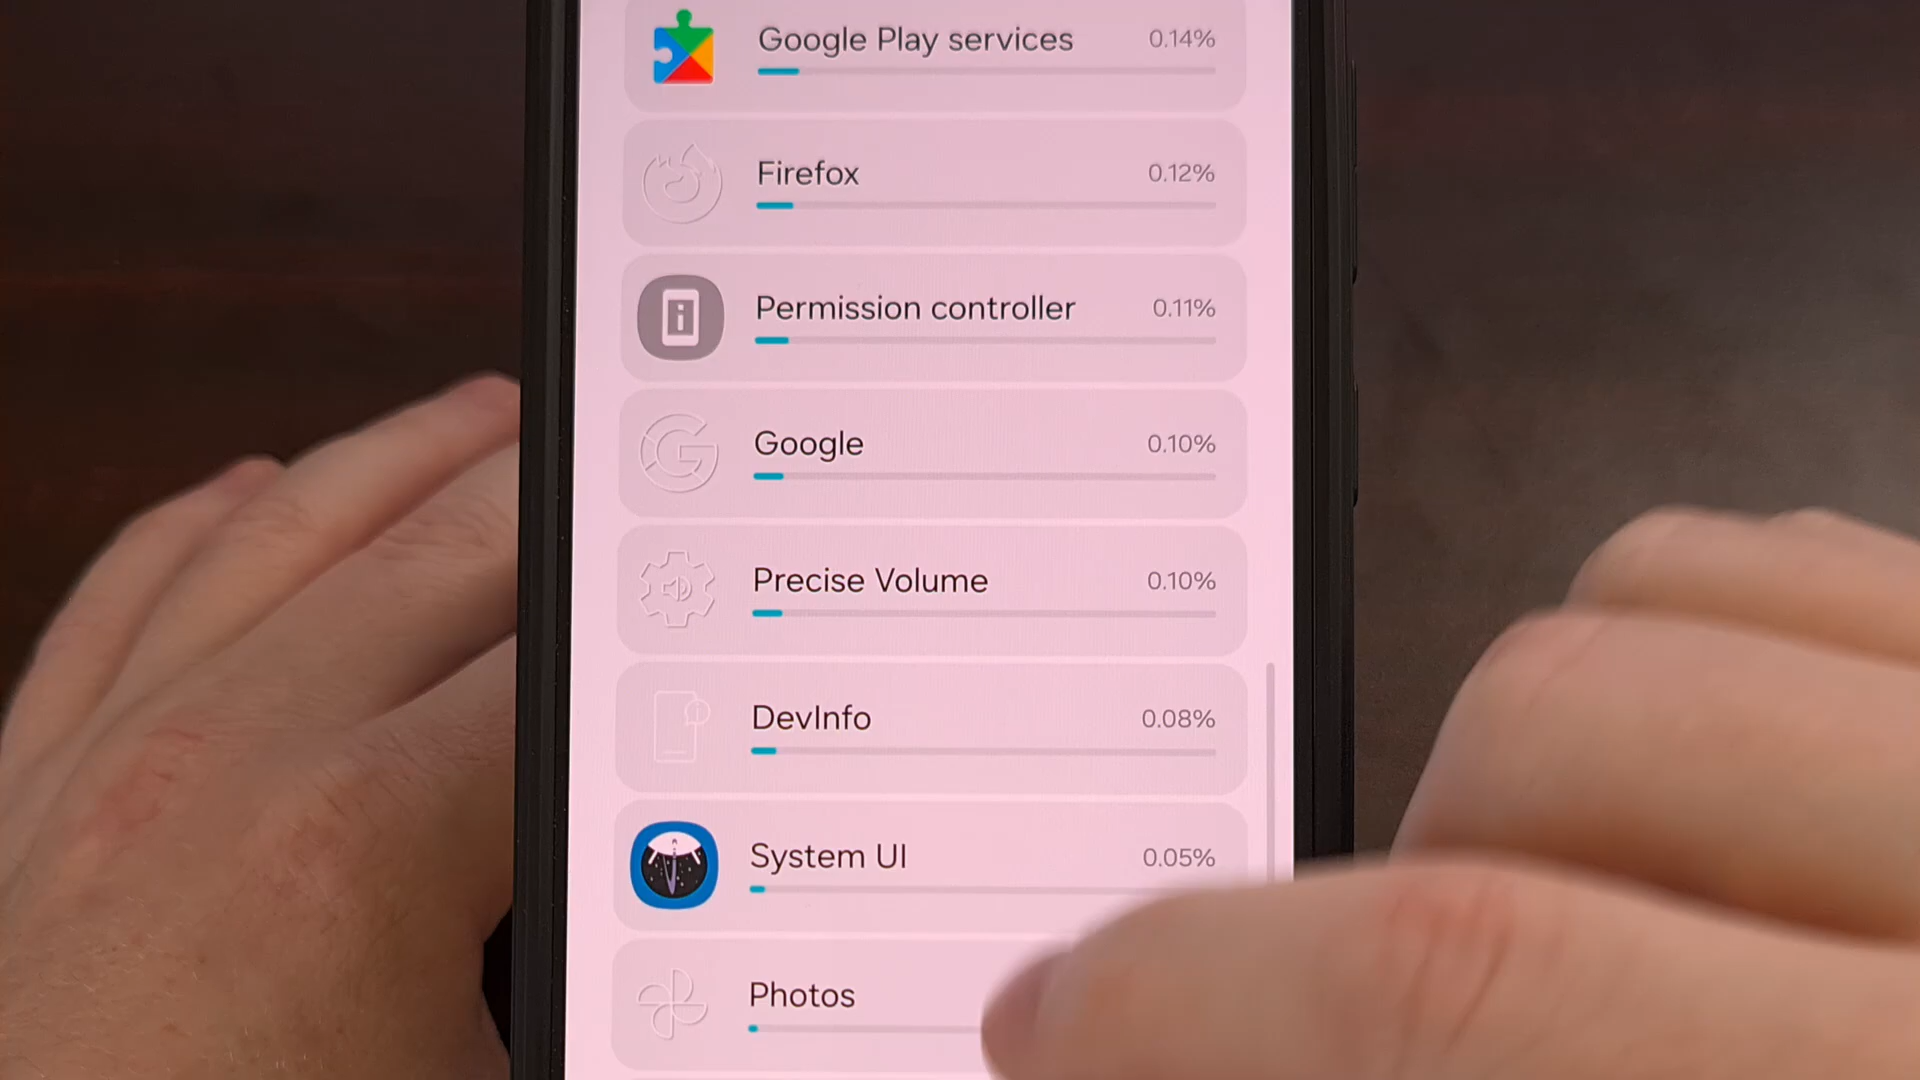 Google Play services 0.14%
Firefox 0.12%
Permission controller 0.11%
Google 0.10%
Precise Volume 0.10%
DevInfo 0.08%
System UI 0.05%
Photos